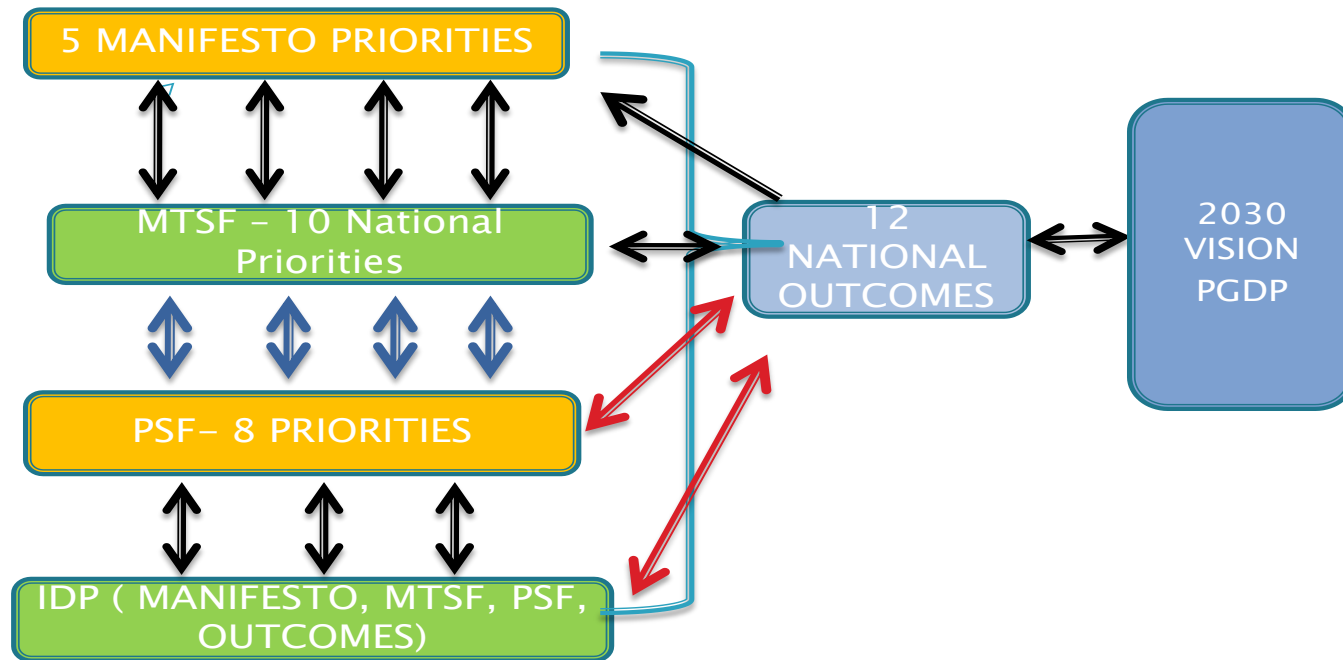 5 MANIFESTO PRIORITIES
MTSF – 10 National
Priorities
PSF– 8 PRIORITIES
IDP ( MANIFESTO, MTSF, PSF,
OUTCOMES)
12
NATIONAL
OUTCOMES
2030
VISION
PGDP